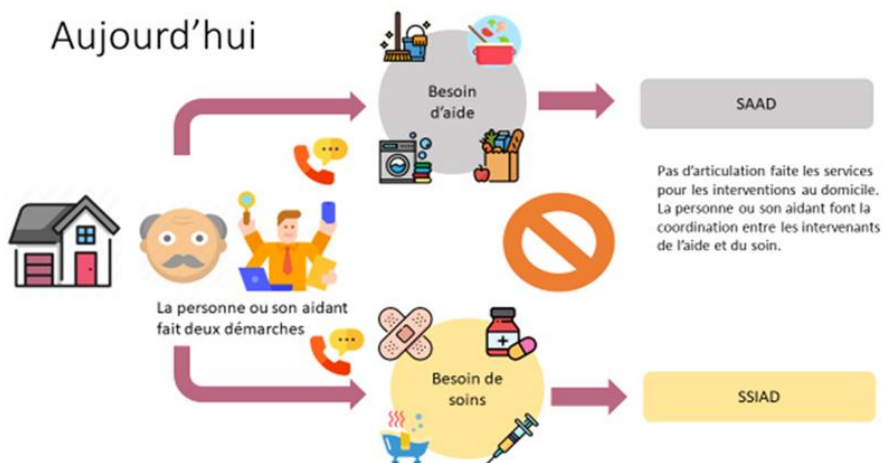 Aujourd'hui
Besoin
d'aide
SAAD
Pas d'articulation faite les services
pour les interventions au domicile.
La personne ou son aidant font la
coordination entre les intervenants
de l'aide et du soin.
La personne ou son aidant
fait deux démarches
Besoin de
soins
SSIAD